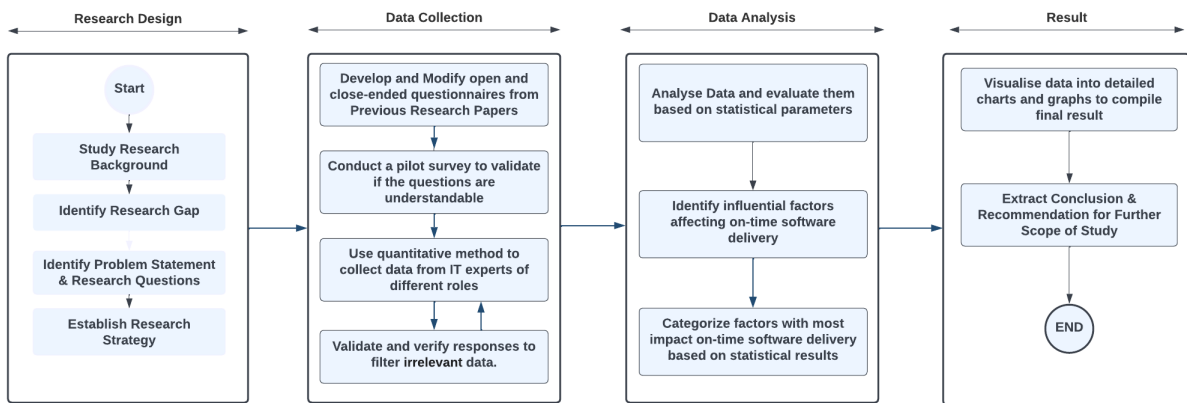 Research Design
Data Collection
Data Analysis
Result
Start
Study Research
Background
Identify Research Gap
Identify Problem Statement
& Research Questions
Establish Research
Strategy
Develop and Modify open and
close-ended questionnaires from
Previous Research Papers
Conduct a pilot survey to validate
if the questions are
understandable
Use quantitative method to
collect data from IT experts of
different roles
Validate and verify responses to
filter irrelevant data.
Analyse Data and evaluate them
based on statistical parameters
Identify influential factors
affecting on-time software
delivery
Categorize factors with most
impact on-time software delivery
based on statistical results
Visualise data into detailed
charts and graphs to compile
final result
Extract Conclusion &
Recommendation for Further
Scope of Study
END